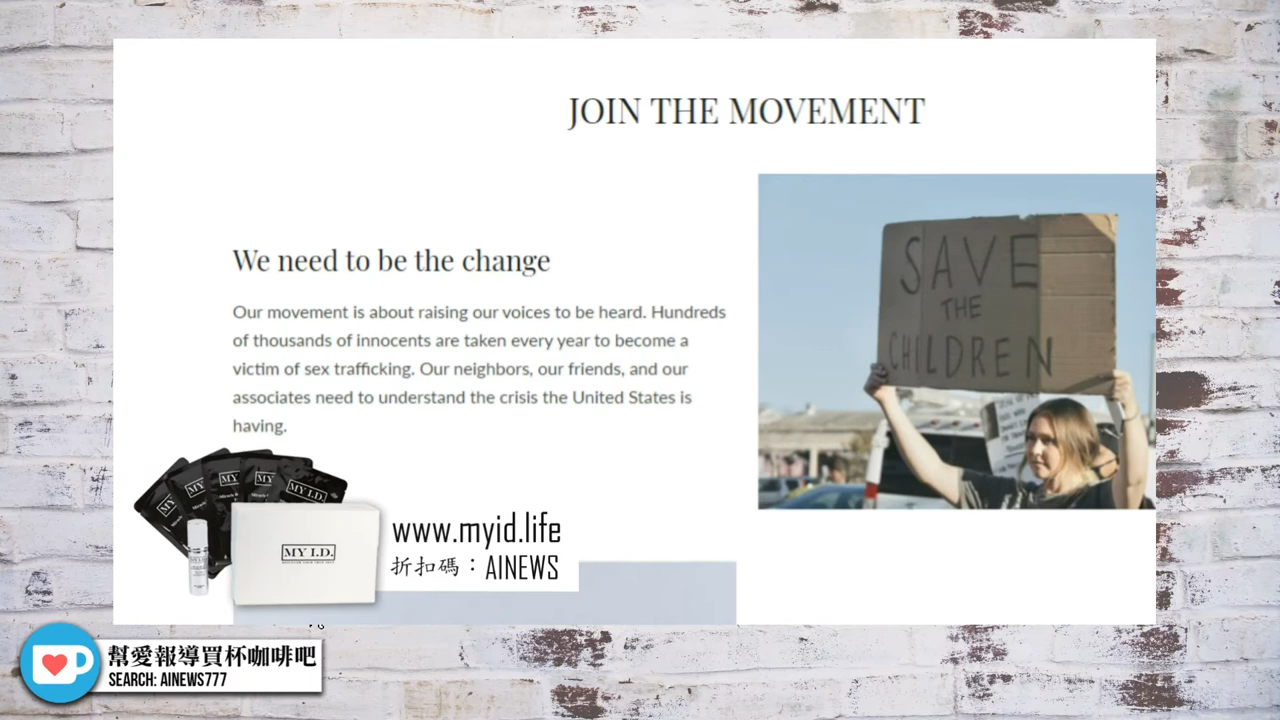 JOIN THE MOVEMENT
SAVE
THE
CHILDREN
We need to be the change
Our movement is about raising our voices to be heard. Hundreds
of thousands of innocents are taken every year to become a
victim of sex trafficking. Our neighbors, our friends, and our
associates need to understand the crisis the United States is
having.
MY I.D.
MY I.D.
www.myid.life
折扣碼：AINEWS
幫愛報導買杯咖啡吧
SEARCH: AINEWS777